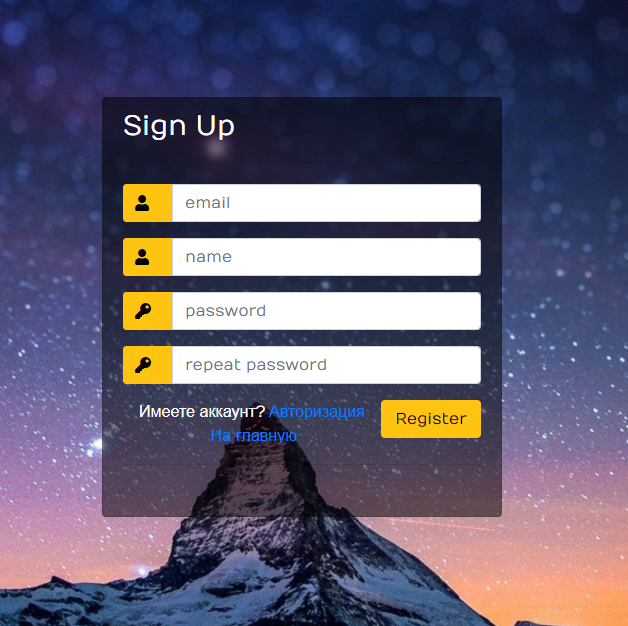 Sign Up
email
name
password
repeat password
Имеете аккаунт? Авторизация
На главную
Register